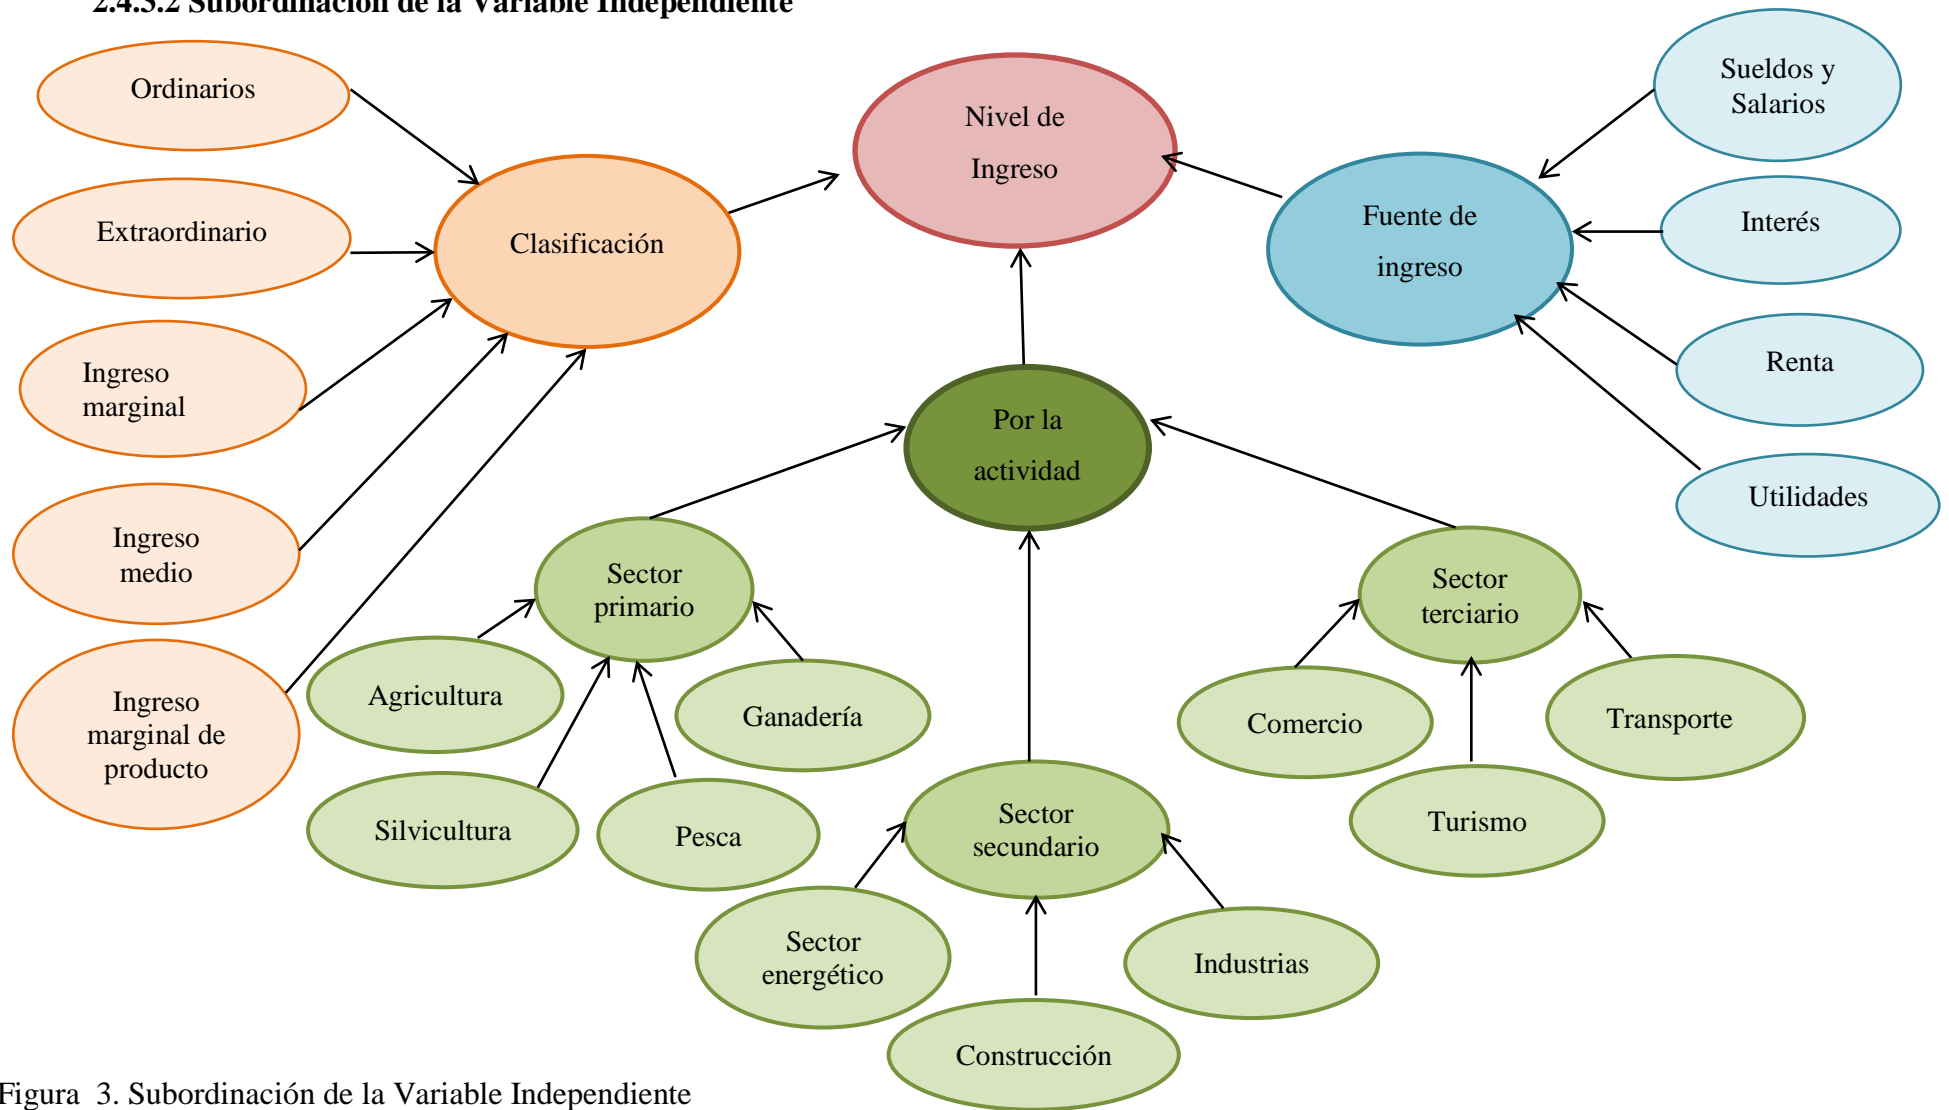 2.4.3.2 Subordinación de la Variable Independiente
Ordinarios
Extraordinario
Ingreso
marginal
Ingreso
medio
Ingreso
marginal de
producto
Clasificación
Nivel de
Ingreso
Fuente de
ingreso
Sueldos y
Salarios
Interés
Renta
Utilidades
Por la
actividad
Sector
primario
Agricultura
Ganadería
Silvicultura
Pesca
Sector
secundario
Sector
energético
Industrias
Construcción
Sector
terciario
Comercio
Transporte
Turismo
Figura 3. Subordinación de la Variable Independiente